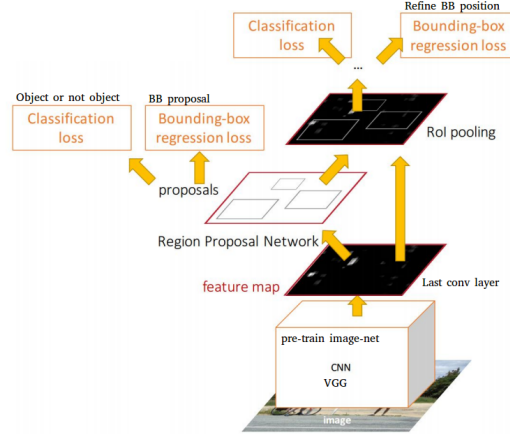 Refine BB position
Classification
loss
Bounding-box
regression loss
...
Object or not object
BB proposal
Classification
loss
Bounding-box
regression loss
RoI pooling
proposals
Region Proposal Network
feature map
Last conv layer
pre-train image-net
CNN
VGG
image